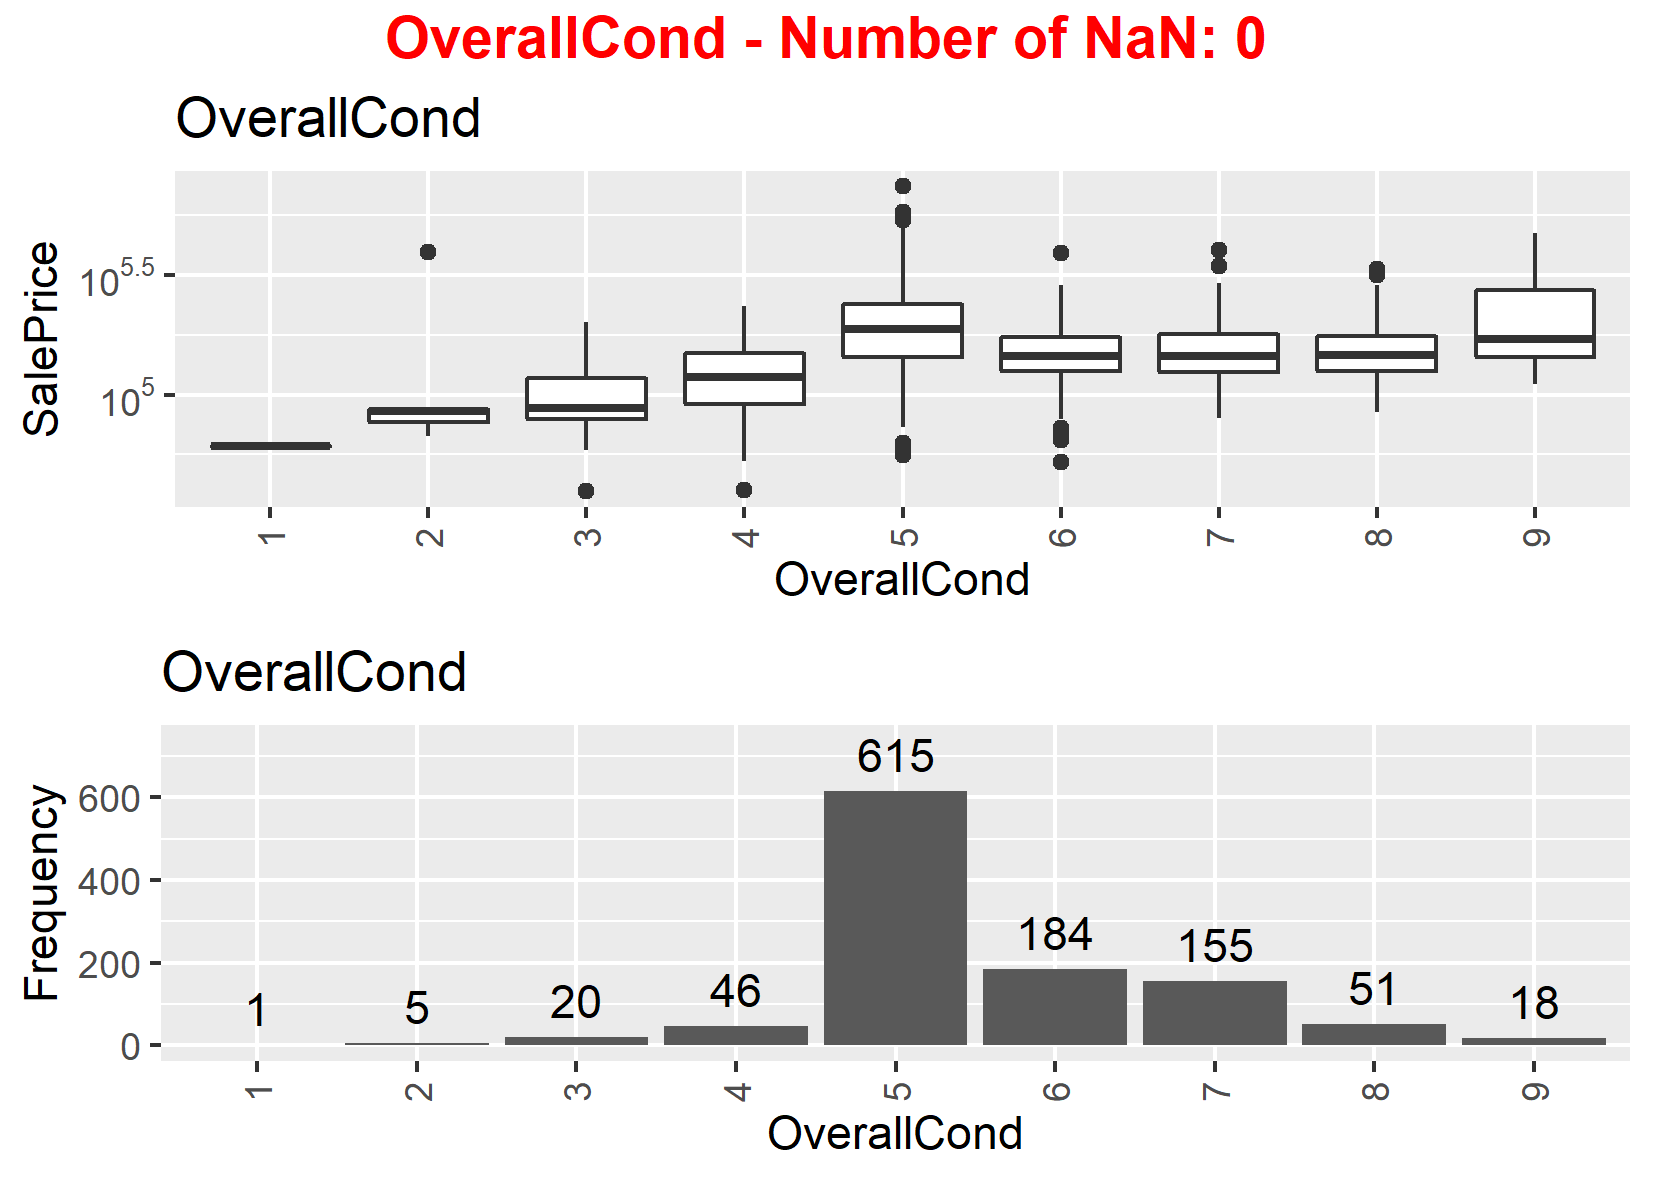 OverallCond - Number of NaN: 0
OverallCond
SalePrice
10^5.5
10^5
1 2 3 4 5 6 7 8 9
OverallCond
OverallCond
Frequency
600
400
200
0
1 5 20 46 615 184 155 51 18
1 2 3 4 5 6 7 8 9
OverallCond